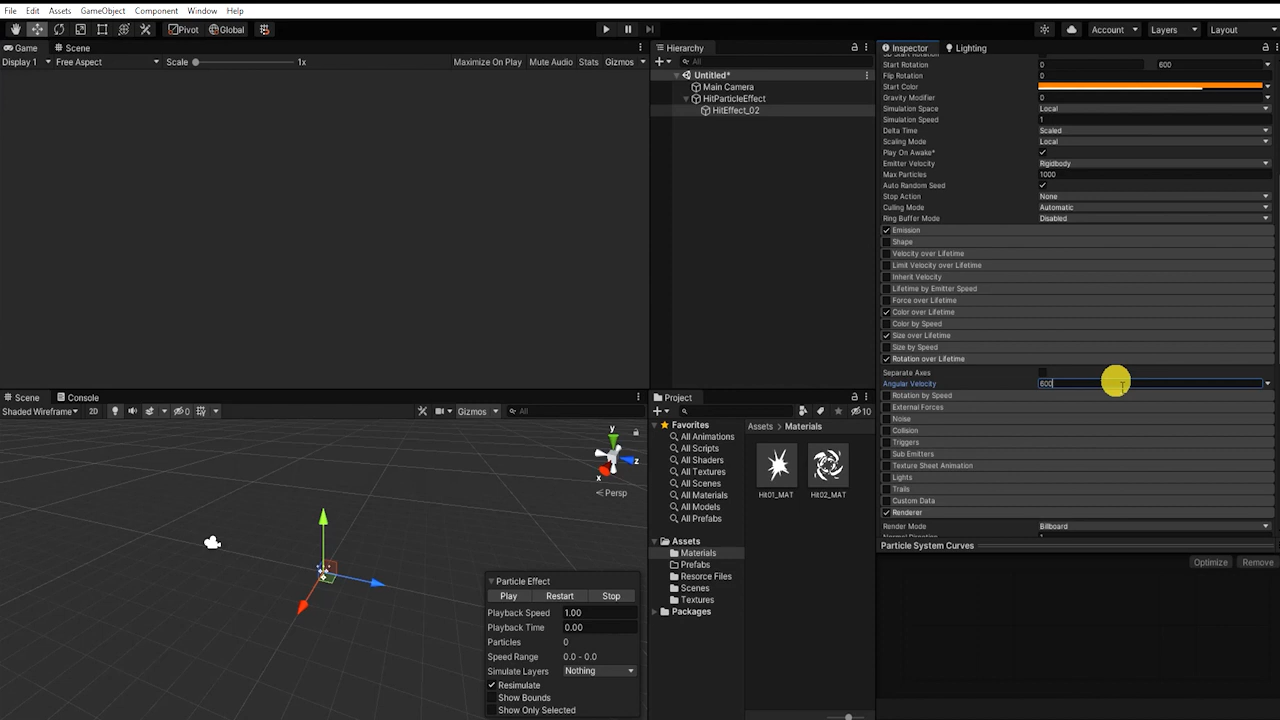 File Edit Assets GameObject Component Window Help
Pivot Global Account Layers Layout
Game Scene
Display 1 Free Aspect Scale 1x Maximize On Play Mute Audio Stats Gizmos
Hierarchy
All
Untitled*
Main Camera
HitParticleEffect
HitEffect_02
Inspector Lighting
Start Rotation 0 600
Flip Rotation 0
Start Color
Gravity Modifier 0
Simulation Space Local
Simulation Speed 1
Delta Time Scaled
Scaling Mode Local
Play On Awake*
Emitter Velocity Rigidbody
Max Particles 1000
Auto Random Seed
Stop Action None
Culling Mode Automatic
Ring Buffer Mode Disabled
Emission
Shape
Velocity over Lifetime
Limit Velocity over Lifetime
Inherit Velocity
Lifetime by Emitter Speed
Force over Lifetime
Color over Lifetime
Color by Speed
Size over Lifetime
Size by Speed
Rotation over Lifetime
Separate Axes
Angular Velocity 600
Rotation by Speed
External Forces
Noise
Collision
Triggers
Sub Emitters
Texture Sheet Animation
Lights
Trails
Custom Data
Renderer
Render Mode Billboard
Particle System Curves
Optimize Remove
Scene Console
Shaded Wireframe 2D 0 Gizmos All
y
z
x
Persp
Particle Effect
Play Restart Stop
Playback Speed 1.00
Playback Time 0.00
Particles 0
Speed Range 0.0 - 0.0
Simulate Layers Nothing
Resimulate
Show Bounds
Show Only Selected
Project
10
Favorites
All Animations
All Scripts
All Shaders
All Textures
All Scenes
All Materials
All Models
All Prefabs
Assets
Materials
Prefabs
Resorce Files
Scenes
Textures
Packages
Assets > Materials
Hit01_MAT Hit02_MAT